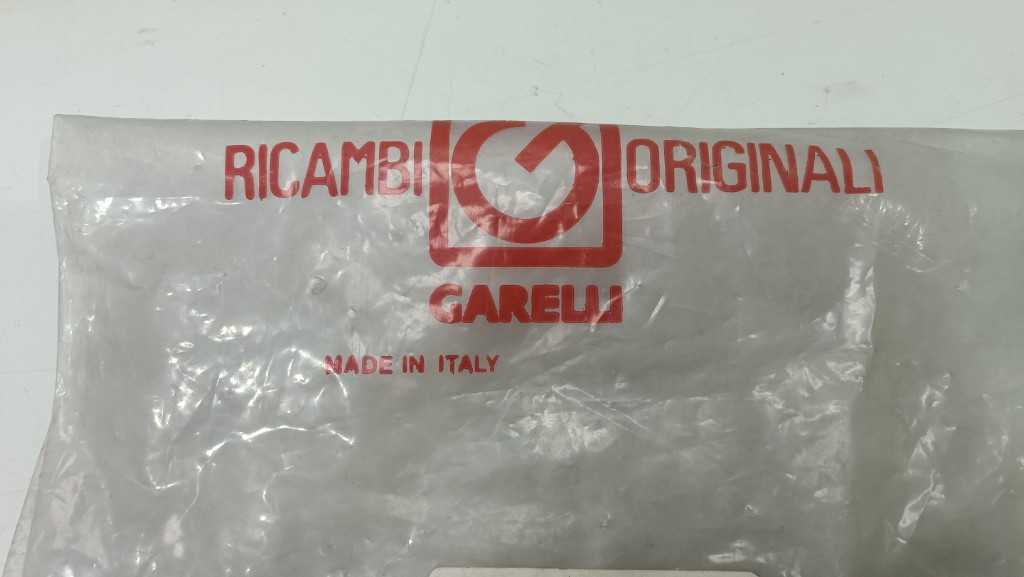 RICAMBI G ORIGINALI
GARELLI
MADE IN ITALY